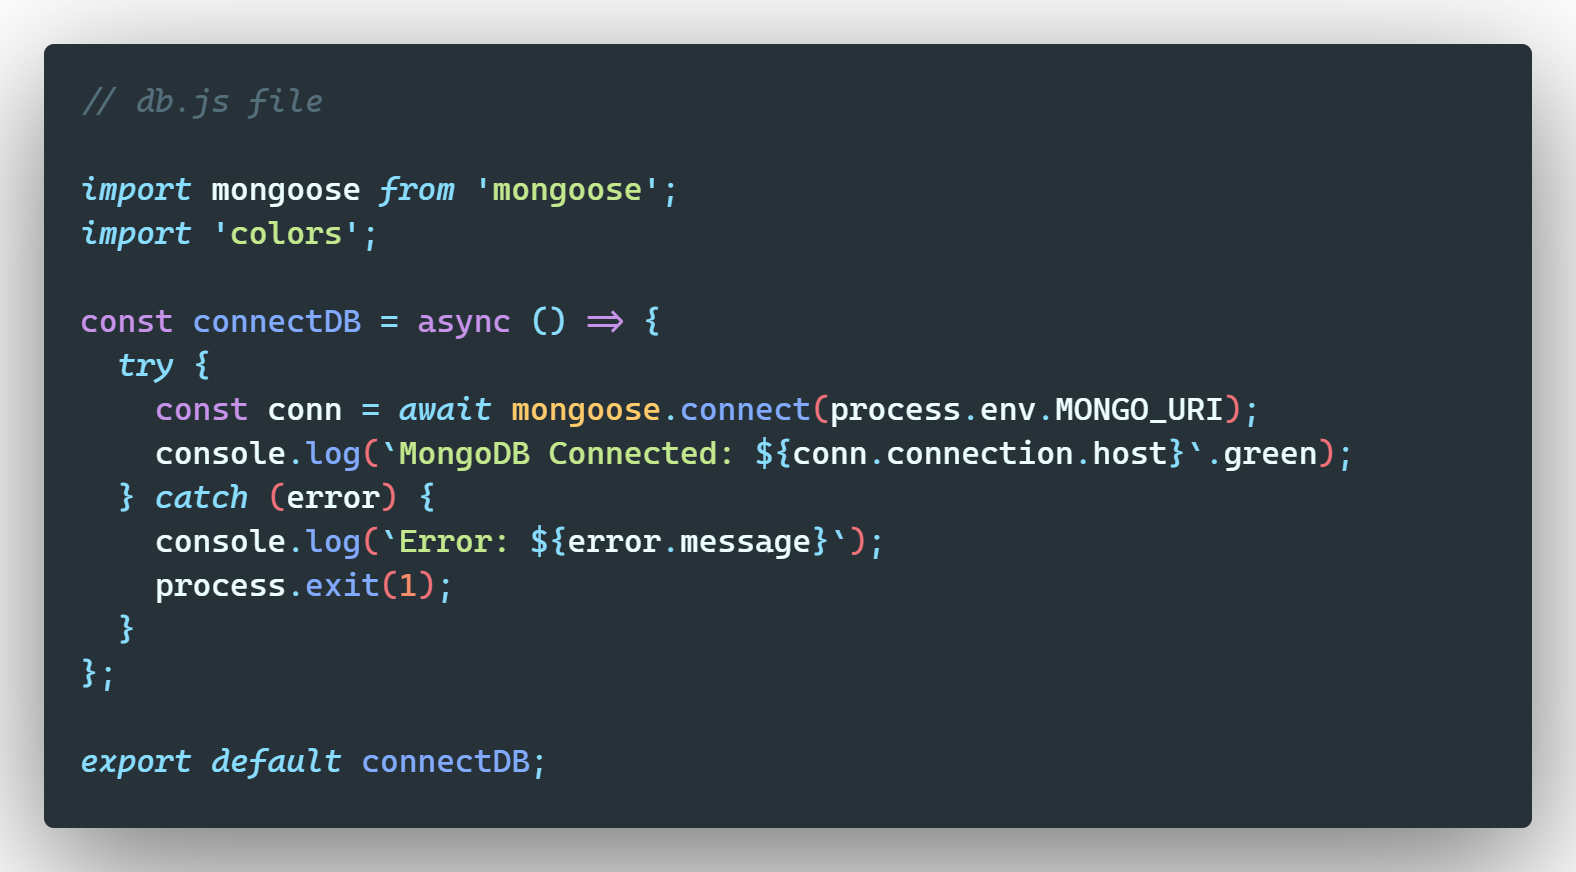 // db.js file
import mongoose from 'mongoose';
import 'colors';
const connectDB = async () => {
try {
const conn = await mongoose.connect(process.env.MONGO_URI);
console.log(`MongoDB Connected: ${conn.connection.host}`.green);
} catch (error) {
console.log(`Error: ${error.message}`);
process.exit(1);
}
};
export default connectDB;